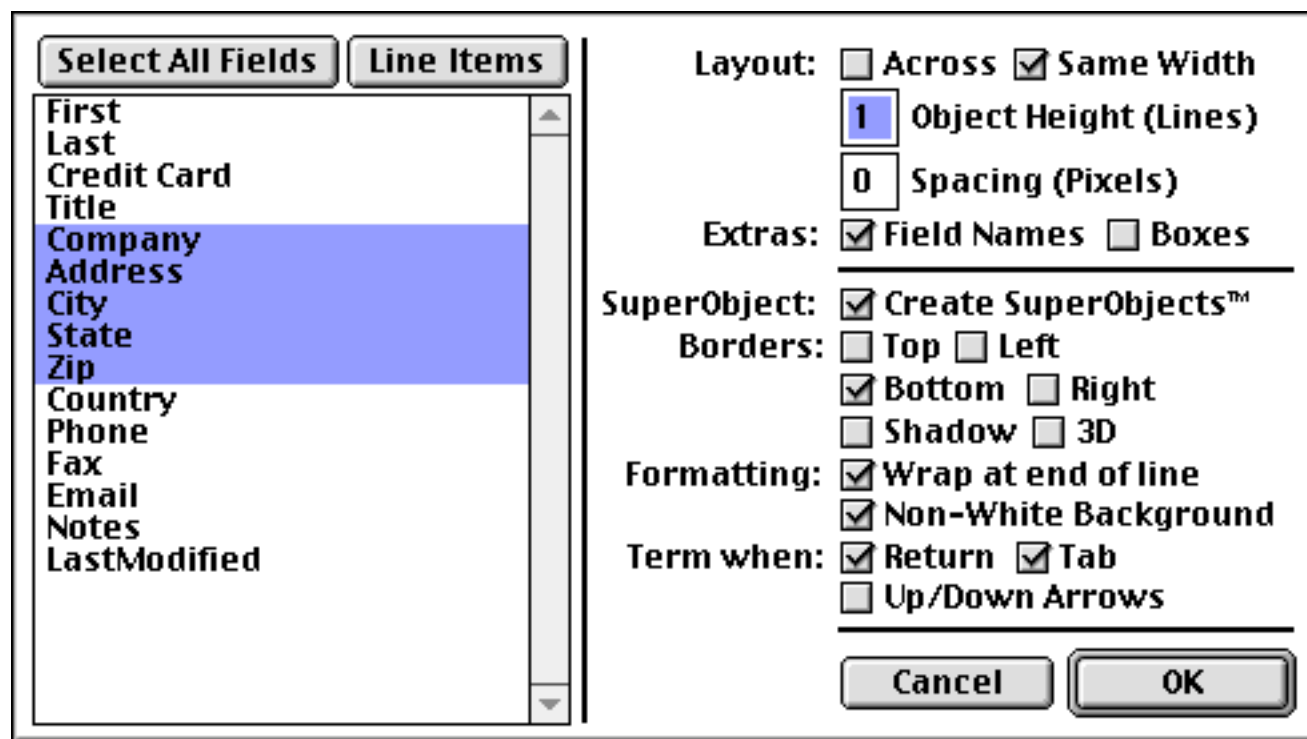 Select All Fields Line Items
First
Last
Credit Card
Title
Company
Address
City
State
Zip
Country
Phone
Fax
Email
Notes
LastModified
Layout: Across Same Width
1 Object Height (Lines)
0 Spacing (Pixels)
Extras: Field Names Boxes
SuperObject: Create SuperObjects™
Borders: Top Left
Bottom Right
Shadow 3D
Formatting: Wrap at end of line
Non-White Background
Term when: Return Tab
Up/Down Arrows
Cancel OK